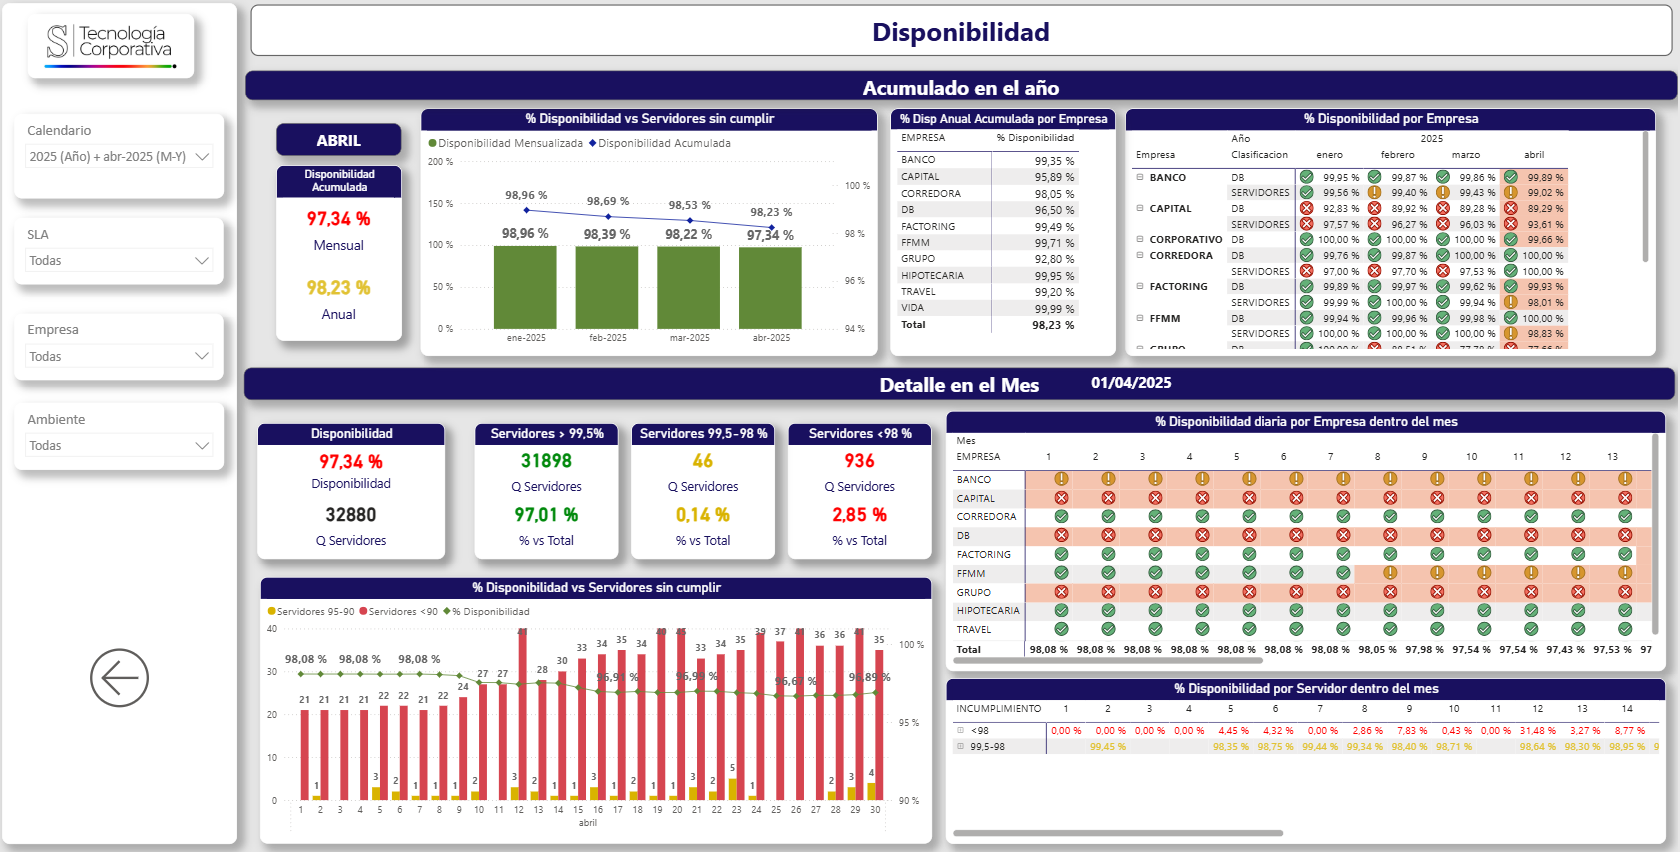 Tecnología
Corporativa
Calendario
2025 (Año) + abr-2025 (M-Y)
SLA
Todas
Empresa
Todas
Ambiente
Todas
Disponibilidad
Acumulado en el año
ABRIL
Disponibilidad
Acumulada
97,34 %
Mensual
98,23 %
Anual
% Disponibilidad vs Servidores sin cumplir
Disponibilidad Mensualizada Disponibilidad Acumulada
200 %
150 %
100 %
50 %
0 %
100 %
98 %
96 %
94 %
98,96 % 98,69 % 98,53 % 98,23 %
98,96 % 98,39 % 98,22 % 97,34 %
ene-2025 feb-2025 mar-2025 abr-2025
% Disp Anual Acumulada por Empresa
EMPRESA % Disponibilidad
BANCO 99,35 %
CAPITAL 95,89 %
CORREDORA 98,05 %
DB 96,50 %
FACTORING 99,49 %
FFMM 99,71 %
GRUPO 92,80 %
HIPOTECARIA 99,95 %
TRAVEL 99,20 %
VIDA 99,99 %
Total 98,23 %
% Disponibilidad por Empresa
Año 2025
Empresa Clasificacion enero febrero marzo abril
BANCO DB 99,95 % 99,87 % 99,86 % 99,89 %
SERVIDORES 99,56 % 99,40 % 99,43 % 99,02 %
CAPITAL DB 92,83 % 89,92 % 89,28 % 89,29 %
SERVIDORES 97,57 % 96,27 % 96,03 % 93,61 %
CORPORATIVO DB 100,00 % 100,00 % 100,00 % 99,66 %
CORREDORA DB 99,76 % 99,87 % 100,00 % 100,00 %
SERVIDORES 97,00 % 97,70 % 97,53 % 100,00 %
FACTORING DB 99,89 % 99,97 % 99,62 % 99,93 %
SERVIDORES 99,99 % 100,00 % 99,94 % 98,01 %
FFMM DB 99,94 % 99,96 % 99,98 % 100,00 %
SERVIDORES 100,00 % 100,00 % 100,00 % 98,83 %
Detalle en el Mes 01/04/2025
Disponibilidad
97,34 %
Disponibilidad
32880
Q Servidores
Servidores > 99,5%
31898
Q Servidores
97,01 %
% vs Total
Servidores 99,5-98 %
46
Q Servidores
0,14 %
% vs Total
Servidores <98 %
936
Q Servidores
2,85 %
% vs Total
% Disponibilidad vs Servidores sin cumplir
Servidores 95-90 Servidores <90 % Disponibilidad
40
30
20
10
0
100 %
95 %
90 %
98,08 % 98,08 % 98,08 % 96,67 % 96,89 %
21 21 21 21 22 22 21 22 24 27 27 41 28 30 33 34 35 34 33 34 35 39 37 36 36 41 35
1 3 2 1 1 1 2 3 2 1 1 3 1 2 1 1 3 2 5 1 2 3 4
1 2 3 4 5 6 7 8 9 10 11 12 13 14 15 16 17 18 19 20 21 22 23 24 25 26 27 28 29 30
abril
% Disponibilidad diaria por Empresa dentro del mes
Mes
EMPRESA 1 2 3 4 5 6 7 8 9 10 11 12 13
BANCO
CAPITAL
CORREDORA
DB
FACTORING
FFMM
GRUPO
HIPOTECARIA
TRAVEL
Total 98,08 % 98,08 % 98,08 % 98,08 % 98,08 % 98,08 % 98,08 % 98,05 % 97,98 % 97,54 % 97,54 % 97,43 % 97,53 % 97
% Disponibilidad por Servidor dentro del mes
INCUMPLIMIENTO 1 2 3 4 5 6 7 8 9 10 11 12 13 14
<98 0,00 % 0,00 % 0,00 % 0,00 % 4,45 % 4,32 % 0,00 % 2,86 % 7,83 % 0,43 % 0,00 % 31,48 % 3,27 % 8,77 %
99,5-98 99,45 % 98,35 % 98,75 % 99,44 % 99,34 % 98,40 % 98,71 % 98,64 % 98,30 % 98,95 % 9